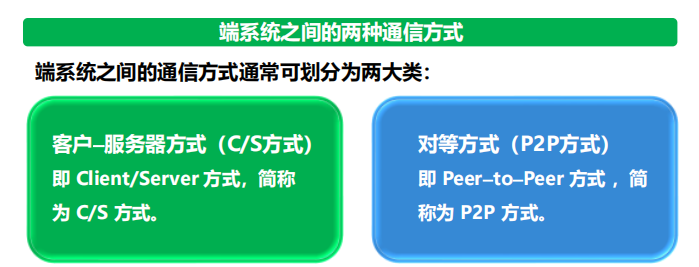 端系统之间的两种通信方式
端系统之间的通信方式通常可划分为两大类：
客户–服务器方式（C/S方式）
即 Client/Server 方式，简称
为 C/S 方式。
对等方式（P2P方式）
即 Peer–to–Peer 方式 ，简
称为 P2P 方式。